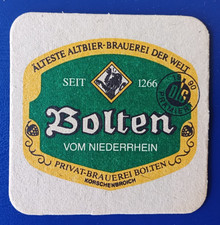 ÄLTESTE ALTBIER-BRAUEREI DER WELT
SEIT 1266
Bolten
VOM NIEDERRHEIN
PRIVAT-BRAUEREI BOLTEN
KORSCHENBROICH